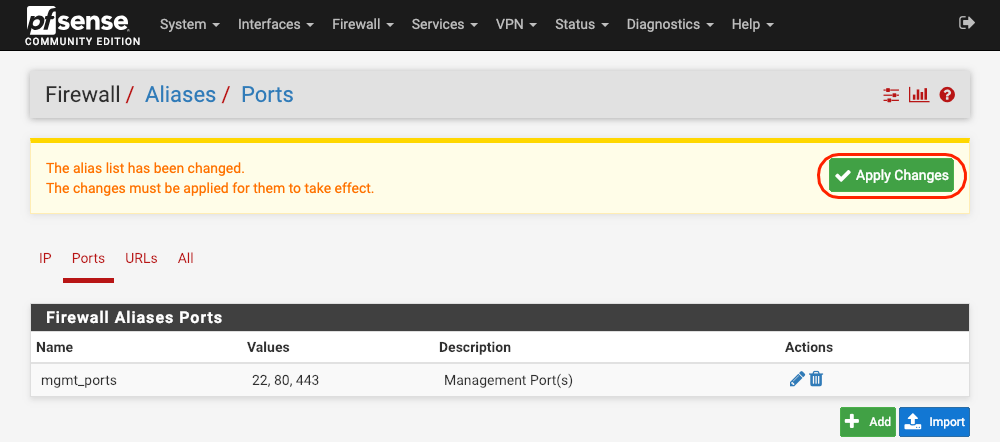 pfsense
COMMUNITY EDITION
System Interfaces Firewall Services VPN Status Diagnostics Help
Firewall / Aliases / Ports
The alias list has been changed.
The changes must be applied for them to take effect.
Apply Changes
IP Ports URLs All
Firewall Aliases Ports
Name Values Description Actions
mgmt_ports 22, 80, 443 Management Port(s)
Add Import